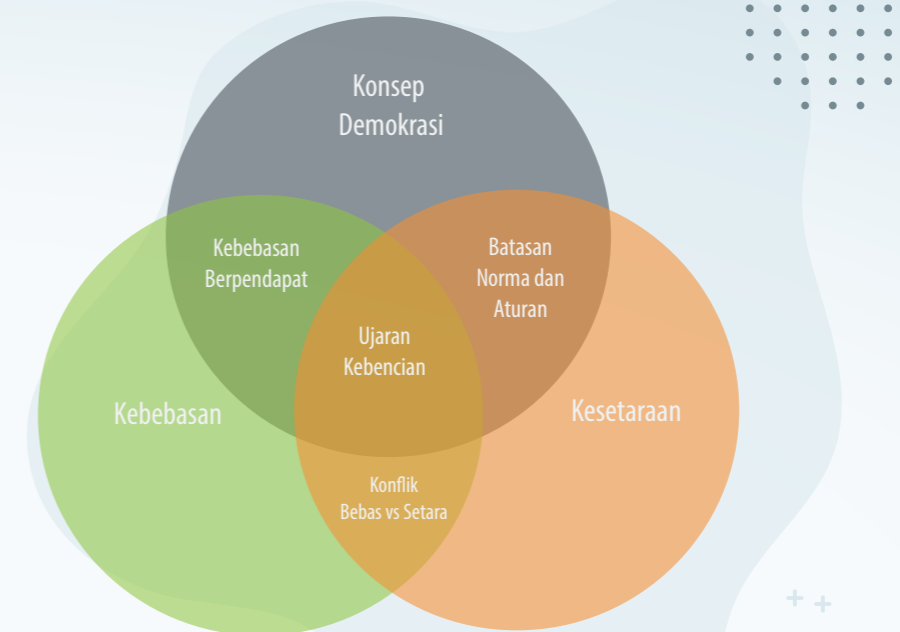 Konsep
Demokrasi
Kebebasan
Berpendapat
Batasan
Norma dan
Aturan
Ujaran
Kebencian
Kebebasan
Kesetaraan
Konflik
Bebas vs Setara